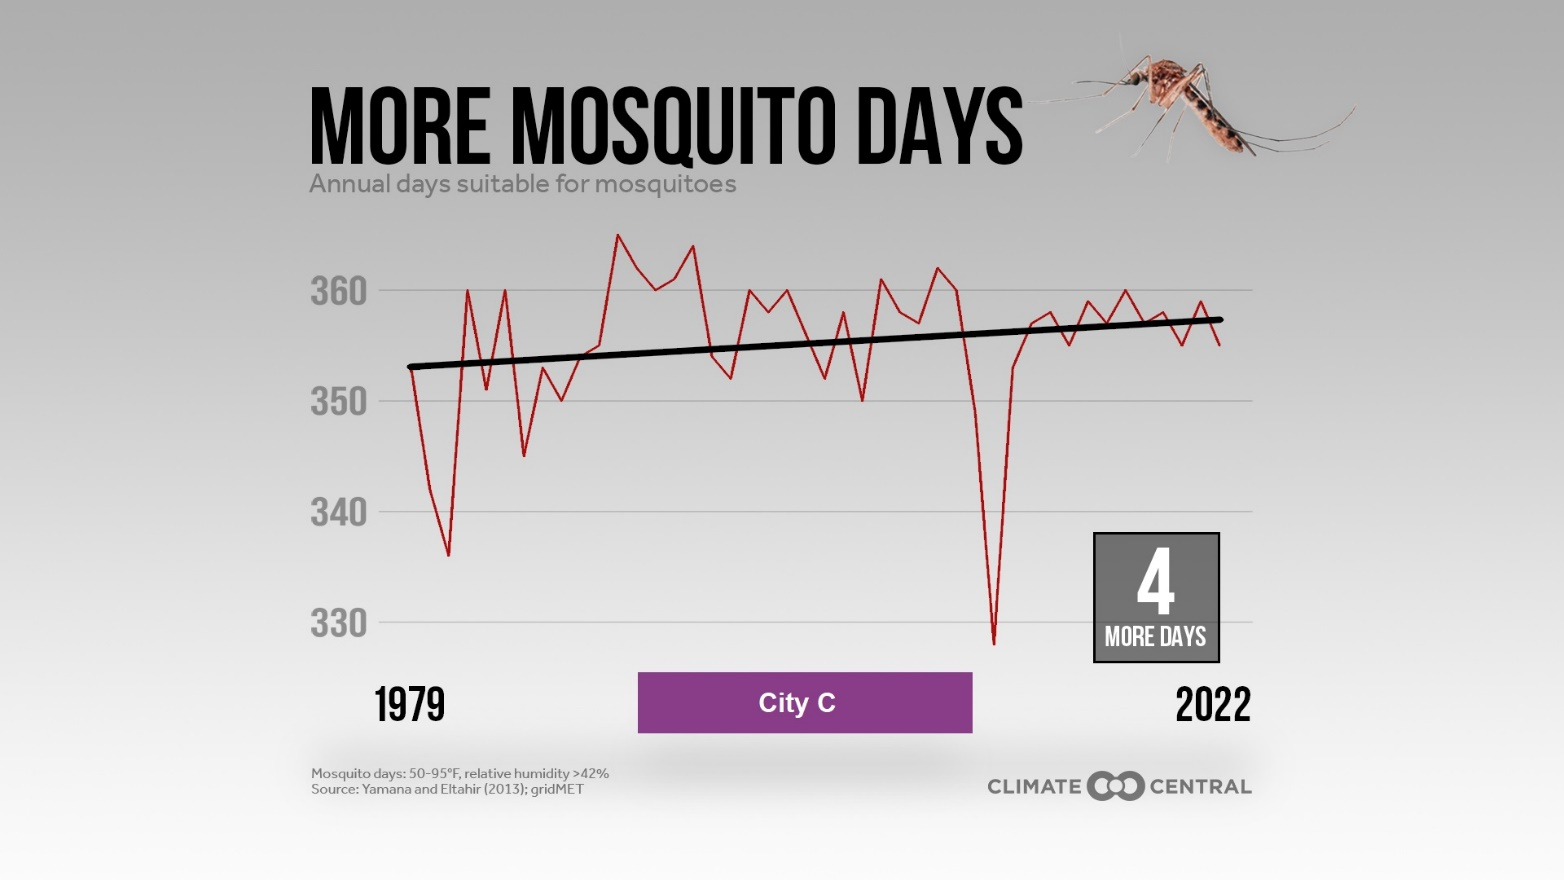 MORE MOSQUITO DAYS
Annual days suitable for mosquitoes
360
350
340
330
4
MORE DAYS
1979
City C
2022
Mosquito days: 50-95°F, relative humidity >42%
Source: Yamana and Eltahir (2013); gridMET
CLIMATE CENTRAL